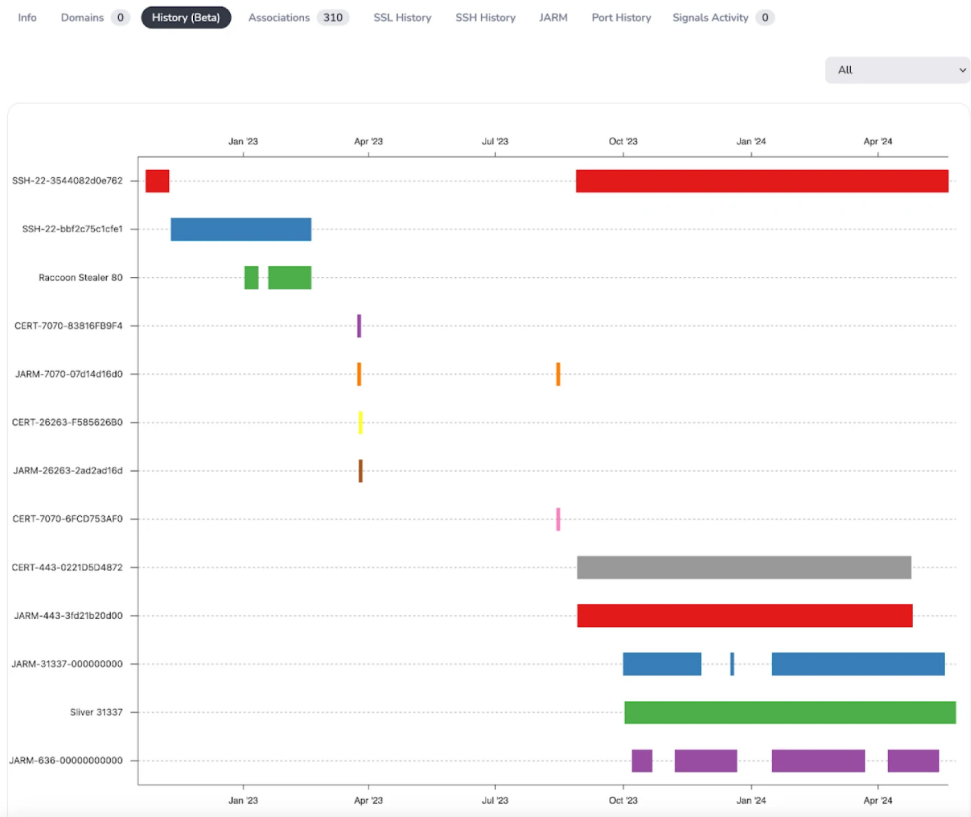 Info Domains 0 History (Beta) Associations 310 SSL History SSH History JARM Port History Signals Activity 0
All
Jan '23 Apr '23 Jul '23 Oct '23 Jan '24 Apr '24
SSH-22-3544082d0e762
SSH-22-bbf2c75c1cfe1
Raccoon Stealer 80
CERT-7070-83816FB9F4
JARM-7070-07d14d16d0
CERT-26263-F585626B0
JARM-26263-2ad2ad16d
CERT-7070-6FCD753AF0
CERT-443-0221D5D4872
JARM-443-3fd21b20d00
JARM-31337-000000000
Sliver 31337
JARM-636-00000000000
Jan '23 Apr '23 Jul '23 Oct '23 Jan '24 Apr '24